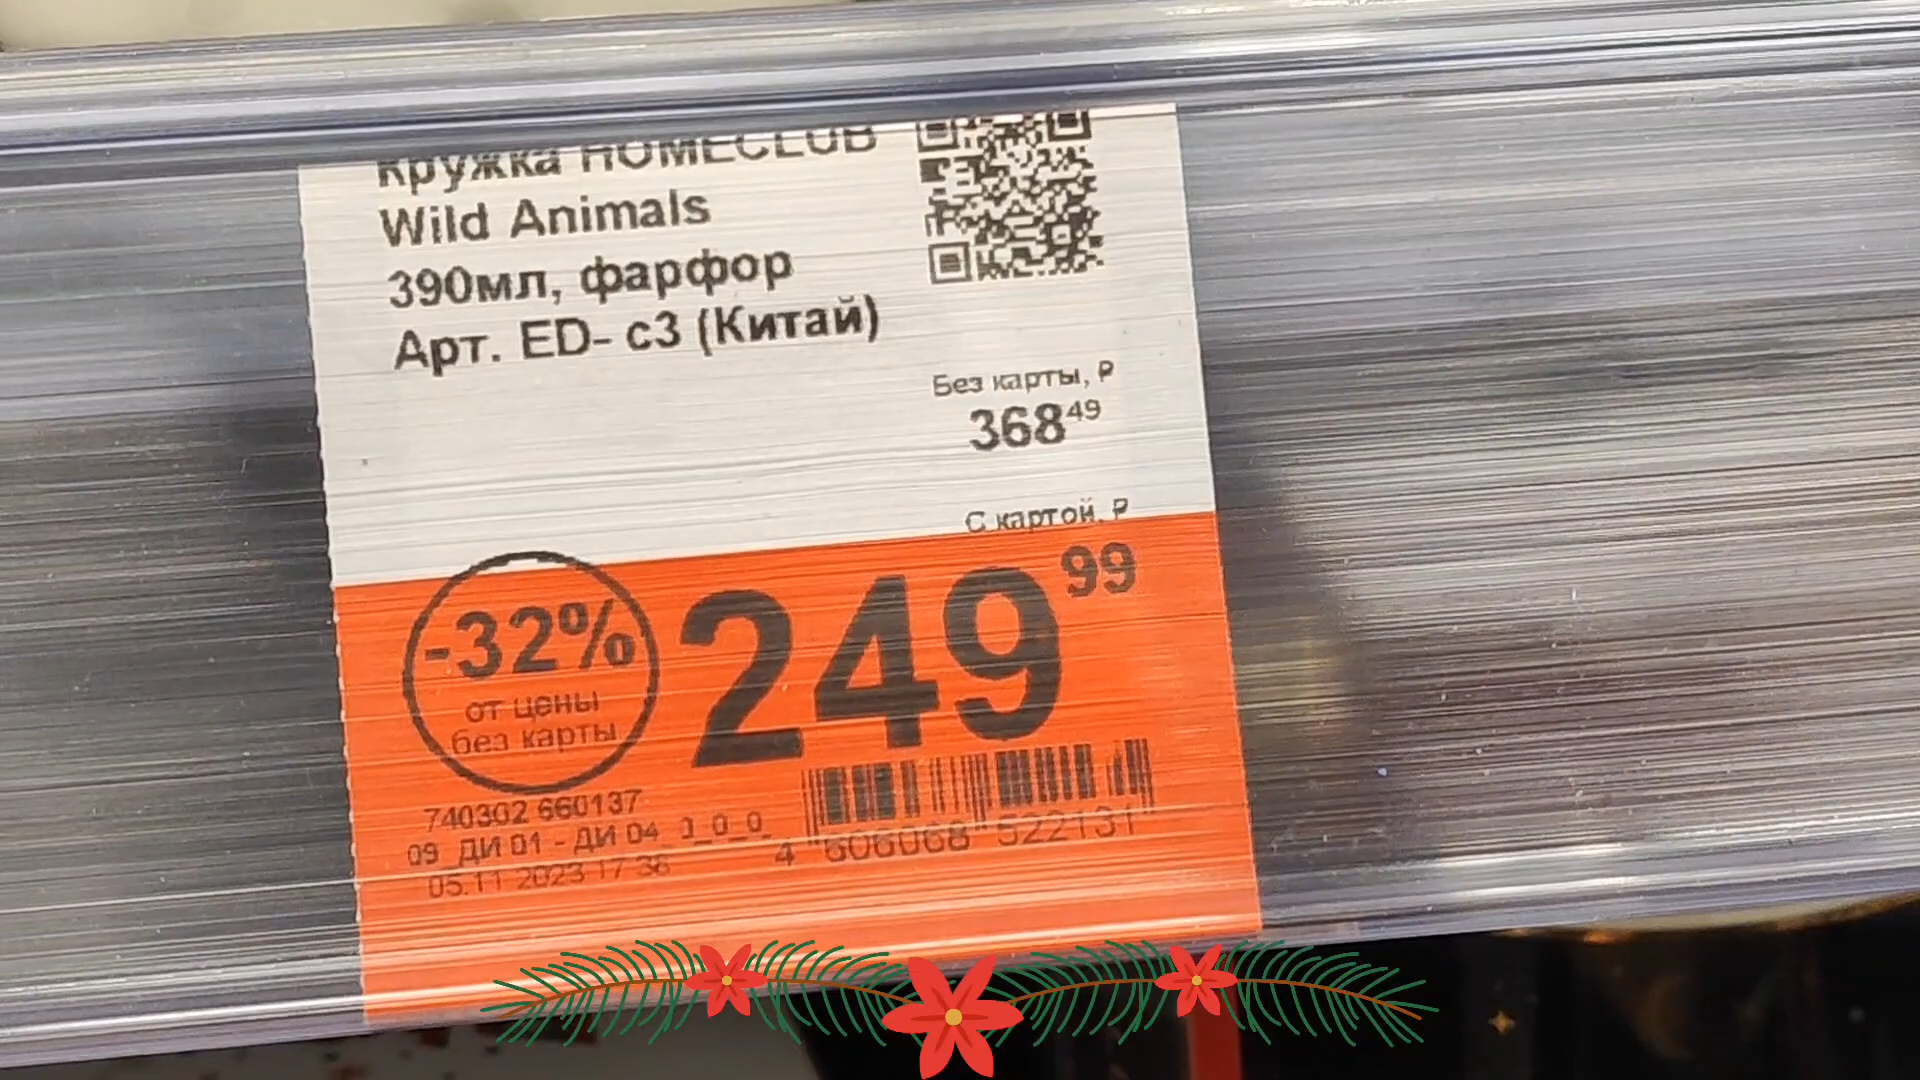 Кружка HOMECLUB
Wild Animals
390мл, фарфор
Арт. ED- c3 (Китай)
Без карты, ₽
368 49
С картой, ₽
249 99
-32%
от цены
без карты
740302 660137
09_ДИ 01 - ДИ 04_0_0_0_
05.11.2023 17:36
4 606068 522131